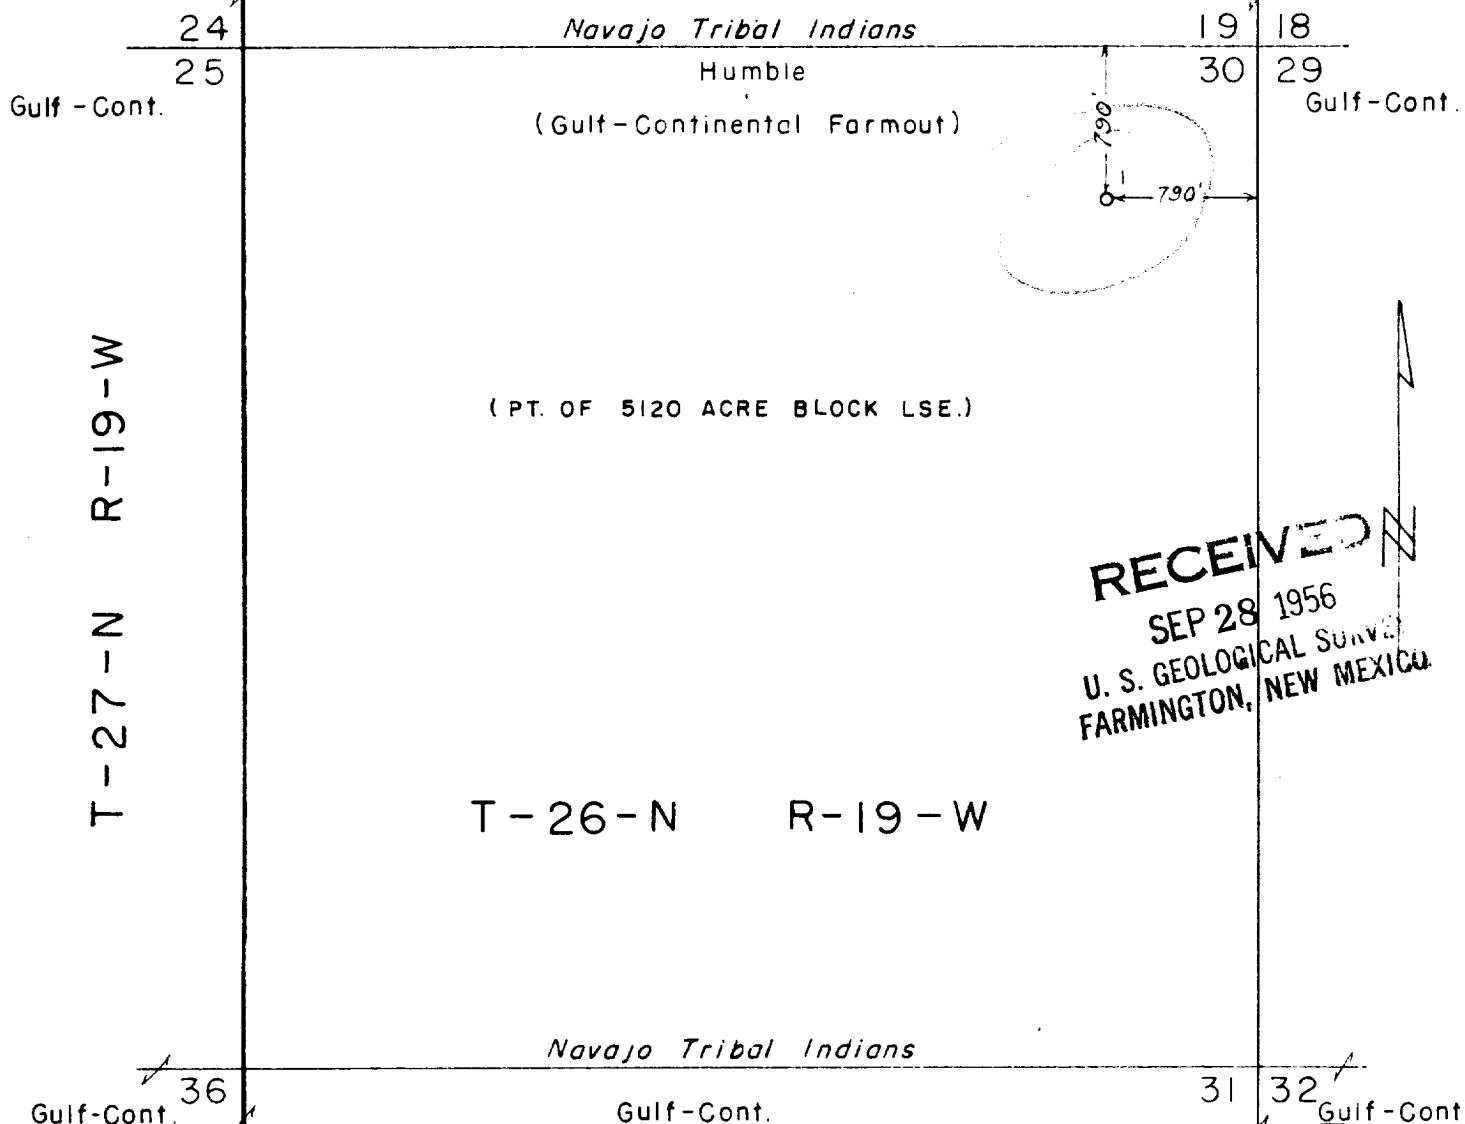 24 Navajo Tribal Indians 19 18
25 Humble 30 29
Gulf-Cont. (Gulf-Continental Farmout) Gulf-Cont.
790'
1
790'
(PT. OF 5120 ACRE BLOCK LSE.)
T-27-N R-19-W
N
RECEIVED
SEP 28 1956
U. S. GEOLOGICAL SURVEY
FARMINGTON, NEW MEXICO
T-26-N R-19-W
Navajo Tribal Indians
36 31 32
Gulf-Cont. Gulf-Cont. Gulf-Cont